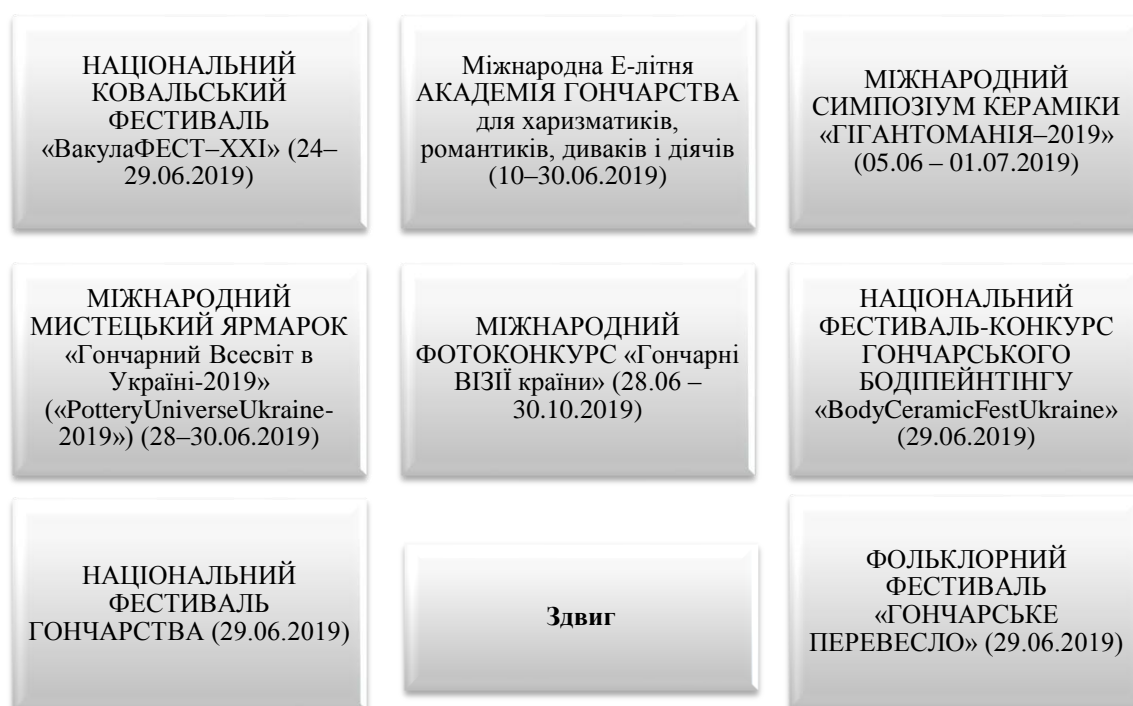 НАЦІОНАЛЬНИЙ
КОВАЛЬСЬКИЙ
ФЕСТИВАЛЬ
«ВакулаФЕСТ–ХХІ» (24–
29.06.2019)
Міжнародна Е-літня
АКАДЕМІЯ ГОНЧАРСТВА
для харизматиків,
романтиків, диваків і діячів
(10–30.06.2019)
МІЖНАРОДНИЙ
СИМПОЗІУМ КЕРАМІКИ
«ГІГАНТОМАНІЯ–2019»
(05.06 – 01.07.2019)
МІЖНАРОДНИЙ
МИСТЕЦЬКИЙ ЯРМАРОК
«Гончарний Всесвіт в
Україні-2019»
(«PotteryUniverseUkraine-
2019») (28–30.06.2019)
МІЖНАРОДНИЙ
ФОТОКОНКУРС «Гончарні
ВІЗІЇ країни» (28.06 –
30.10.2019)
НАЦІОНАЛЬНИЙ
ФЕСТИВАЛЬ-КОНКУРС
ГОНЧАРСЬКОГО
БОДІПЕЙНТІНГУ
«BodyCeramicFestUkraine»
(29.06.2019)
НАЦІОНАЛЬНИЙ
ФЕСТИВАЛЬ
ГОНЧАРСТВА (29.06.2019)
Здвиг
ФОЛЬКЛОРНИЙ
ФЕСТИВАЛЬ
«ГОНЧАРСЬКЕ
ПЕРЕВЕСЛО» (29.06.2019)